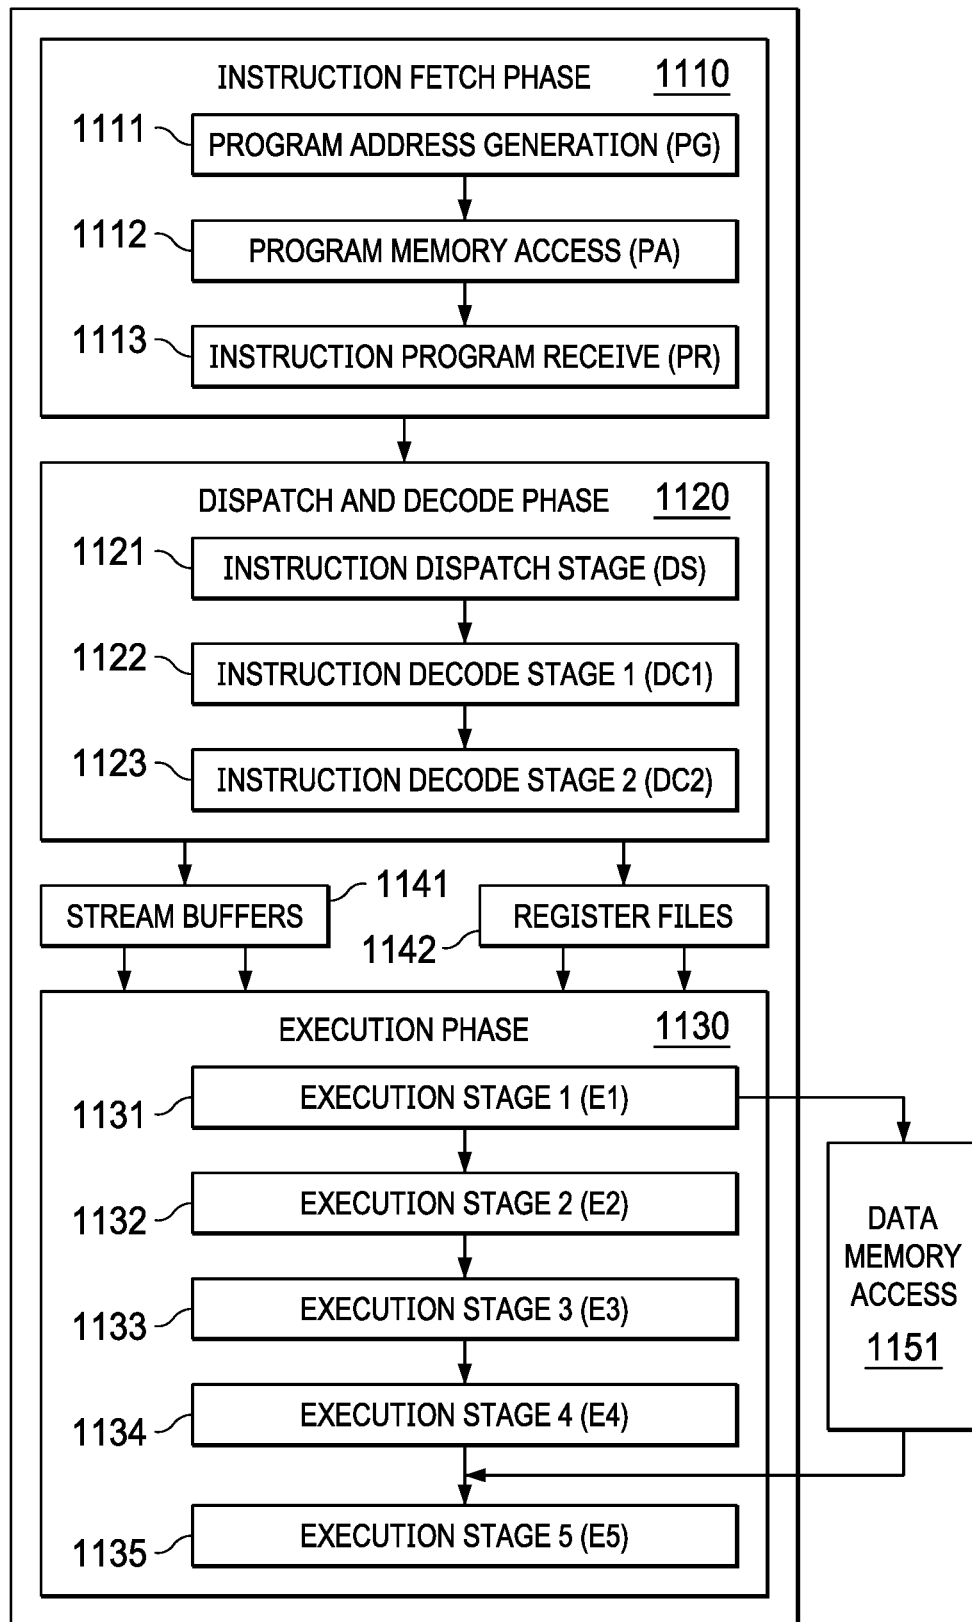 INSTRUCTION FETCH PHASE 1110
1111 PROGRAM ADDRESS GENERATION (PG)
1112 PROGRAM MEMORY ACCESS (PA)
1113 INSTRUCTION PROGRAM RECEIVE (PR)
DISPATCH AND DECODE PHASE 1120
1121 INSTRUCTION DISPATCH STAGE (DS)
1122 INSTRUCTION DECODE STAGE 1 (DC1)
1123 INSTRUCTION DECODE STAGE 2 (DC2)
STREAM BUFFERS 1141
1142 REGISTER FILES
EXECUTION PHASE 1130
1131 EXECUTION STAGE 1 (E1)
1132 EXECUTION STAGE 2 (E2)
1133 EXECUTION STAGE 3 (E3)
1134 EXECUTION STAGE 4 (E4)
1135 EXECUTION STAGE 5 (E5)
DATA
MEMORY
ACCESS
1151